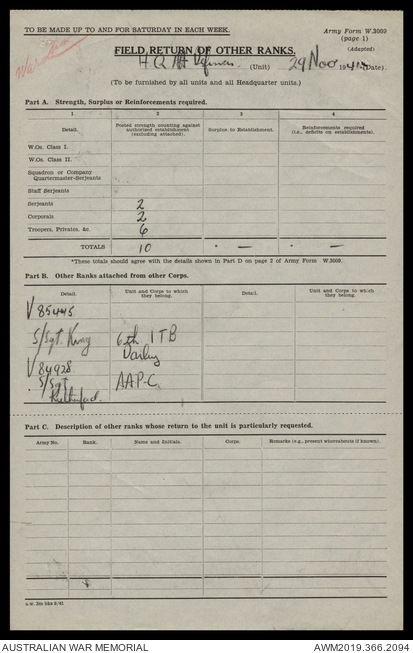 TO BE MADE UP TO AND FOR SATURDAY IN EACH WEEK.
Army Form W.3009
(page 1)
(Adapted)
FIELD RETURN OF OTHER RANKS.
H.Q. Defences (Unit) 29 Nov 1941 (Date).
(To be furnished by all units and all Headquarter units.)
Part A. Strength, Surplus or Reinforcements required.
1 2 3 4
Detail. Posted strength counting against authorized establishment (excluding attached). Surplus to Establishment. Reinforcements required (i.e., deficits on establishments).
W.Os. Class I.
W.Os. Class II.
Squadron or Company Quartermaster-Serjeants
Staff Serjeants
Serjeants 2
Corporals 2
Troopers, Privates, &c. 6
TOTALS 10 - -
*These totals should agree with the details shown in Part D on page 2 of Army Form W.3009.
Part B. Other Ranks attached from other Corps.
Detail. Unit and Corps to which they belong. Detail. Unit and Corps to which they belong.
V85445
S/Sgt. King 6th ITB
Darley
V84928
S/Sgt A.A.P.C.
Rutherford.
Part C. Description of other ranks whose return to the unit is particularly requested.
Army No. Rank. Name and Initials. Corps. Remarks (e.g., present whereabouts if known).
AUSTRALIAN WAR MEMORIAL AWM2019.366.2094